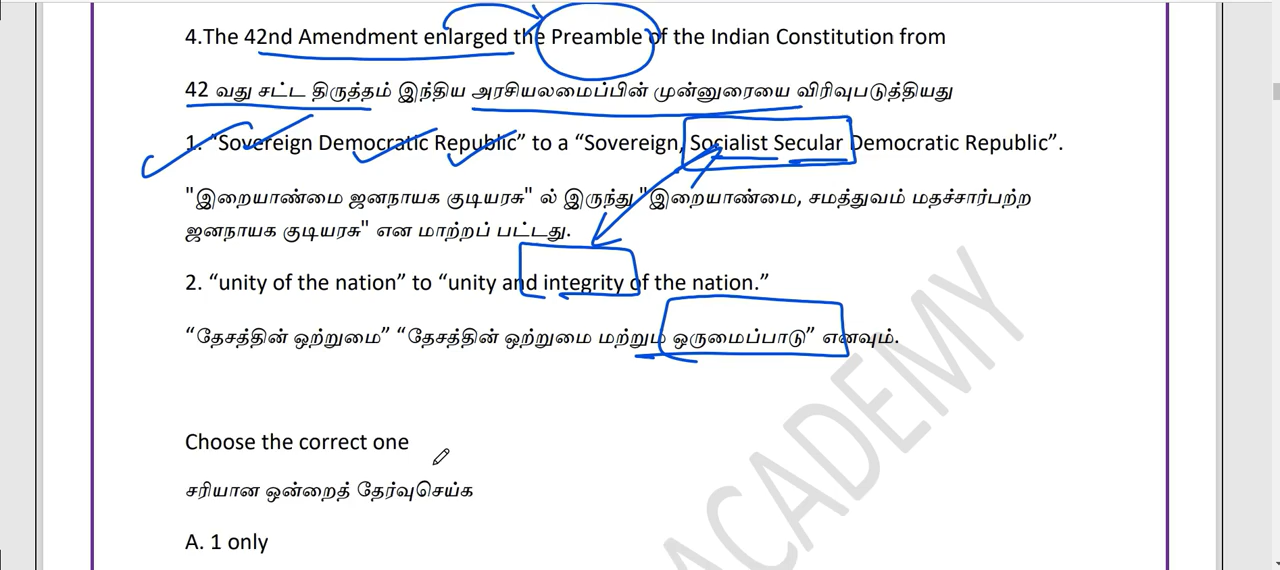 4.The 42nd Amendment enlarged the Preamble of the Indian Constitution from
42 வது சட்ட திருத்தம் இந்திய அரசியலமைப்பின் முன்னுரையை விரிவுபடுத்தியது
1. “Sovereign Democratic Republic” to a “Sovereign, Socialist Secular Democratic Republic”.
"இறையாண்மை ஜனநாயக குடியரசு" ல் இருந்து "இறையாண்மை, சமத்துவம் மதச்சார்பற்ற
ஜனநாயக குடியரசு" என மாற்றப் பட்டது.
2. “unity of the nation” to “unity and integrity of the nation.”
“தேசத்தின் ஒற்றுமை” “தேசத்தின் ஒற்றுமை மற்றும் ஒருமைப்பாடு” எனவும்.
Choose the correct one
சரியான ஒன்றைத் தேர்வுசெய்க
A. 1 only
ACADEMY